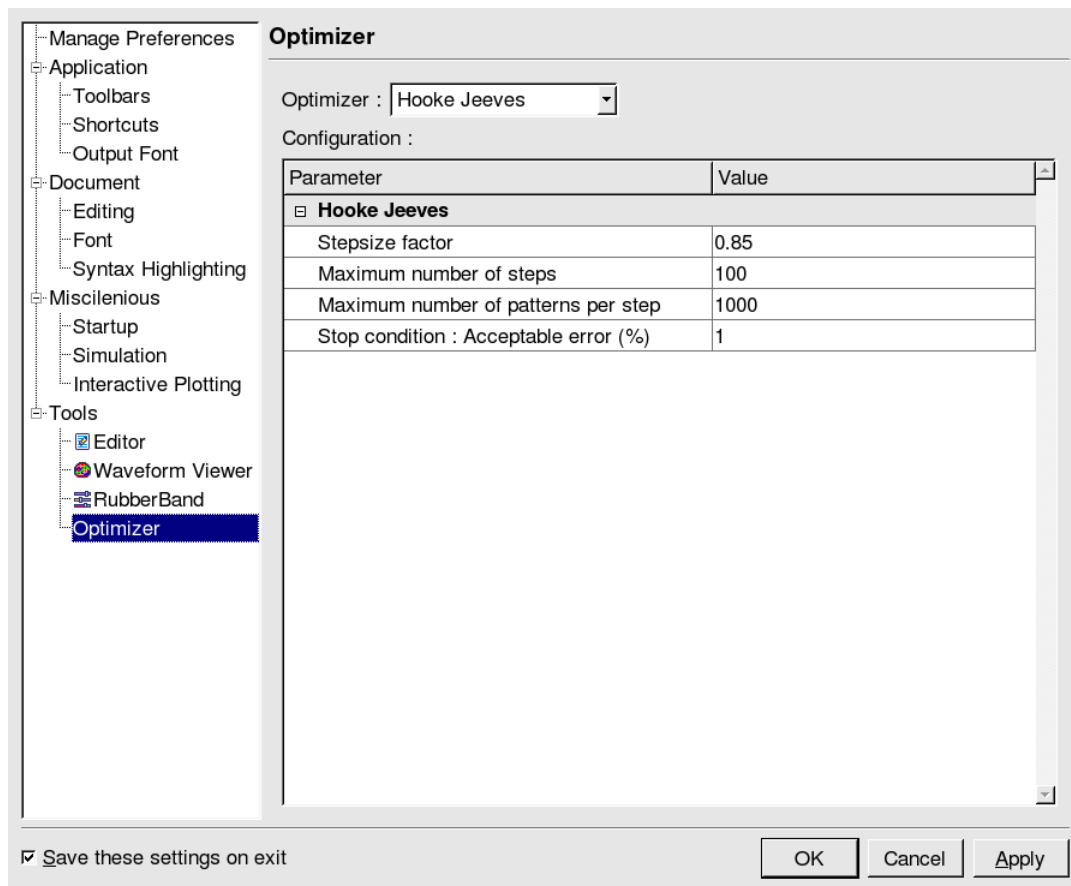 Manage Preferences
Application
Toolbars
Shortcuts
Output Font
Document
Editing
Font
Syntax Highlighting
Miscilenious
Startup
Simulation
Interactive Plotting
Tools
Editor
Waveform Viewer
RubberBand
Optimizer
Optimizer
Optimizer : Hooke Jeeves
Configuration :
Parameter Value
Hooke Jeeves
Stepsize factor 0.85
Maximum number of steps 100
Maximum number of patterns per step 1000
Stop condition : Acceptable error (%) 1
Save these settings on exit
OK Cancel Apply